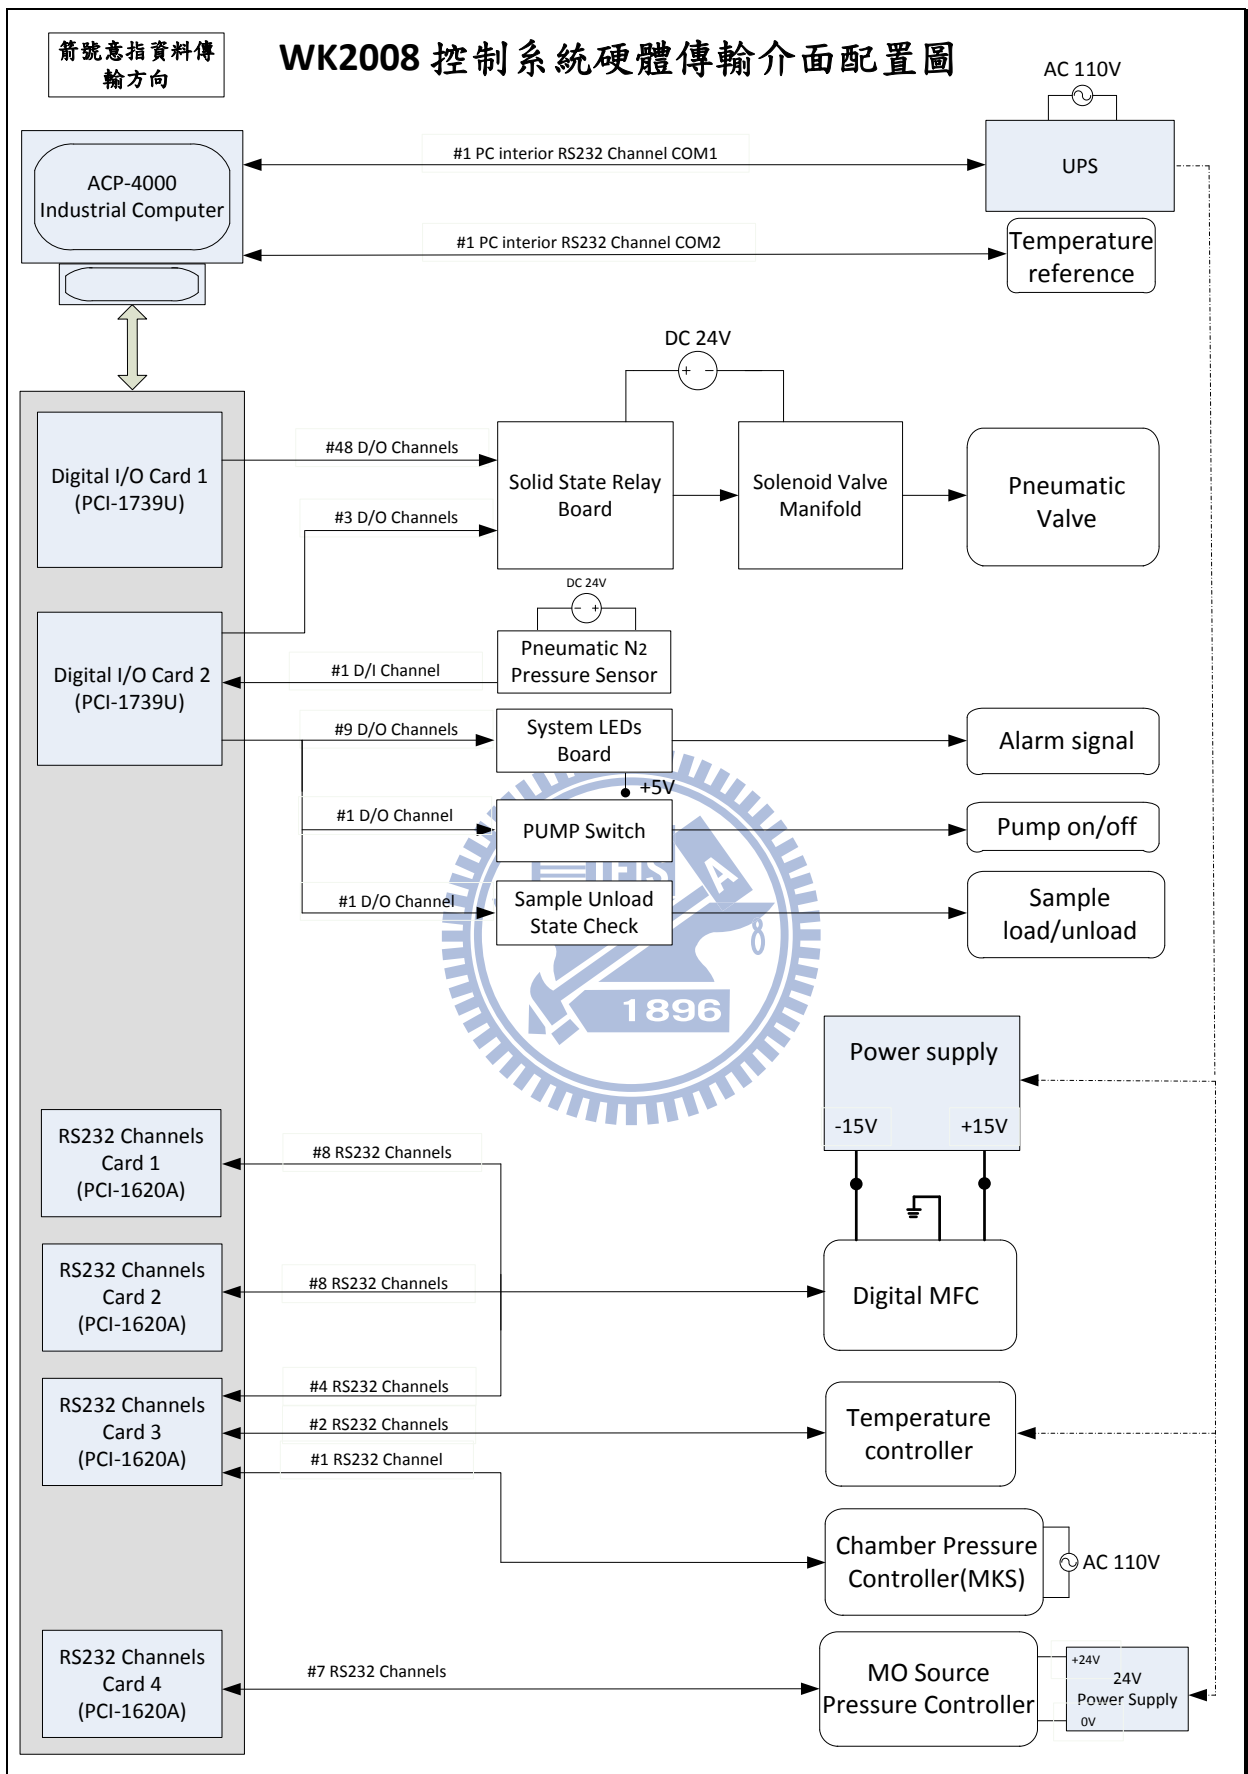 箭號意指資料傳
輸方向
WK2008 控制系統硬體傳輸介面配置圖
AC 110V
#1 PC interior RS232 Channel COM1
UPS
ACP-4000
Industrial Computer
#1 PC interior RS232 Channel COM2
Temperature
reference
DC 24V
+ −
Digital I/O Card 1
(PCI-1739U)
#48 D/O Channels
#3 D/O Channels
Solid State Relay
Board
Solenoid Valve
Manifold
Pneumatic
Valve
DC 24V
− +
Digital I/O Card 2
(PCI-1739U)
#1 D/I Channel
Pneumatic N2
Pressure Sensor
#9 D/O Channels
System LEDs
Board
Alarm signal
+5V
#1 D/O Channel
PUMP Switch
Pump on/off
#1 D/O Channel
Sample Unload
State Check
Sample
load/unload
A
1896
Power supply
-15V
+15V
RS232 Channels
Card 1
(PCI-1620A)
#8 RS232 Channels
RS232 Channels
Card 2
(PCI-1620A)
#8 RS232 Channels
Digital MFC
RS232 Channels
Card 3
(PCI-1620A)
#4 RS232 Channels
#2 RS232 Channels
#1 RS232 Channel
Temperature
controller
Chamber Pressure
Controller(MKS)
AC 110V
RS232 Channels
Card 4
(PCI-1620A)
#7 RS232 Channels
MO Source
Pressure Controller
+24V
24V
Power Supply
0V